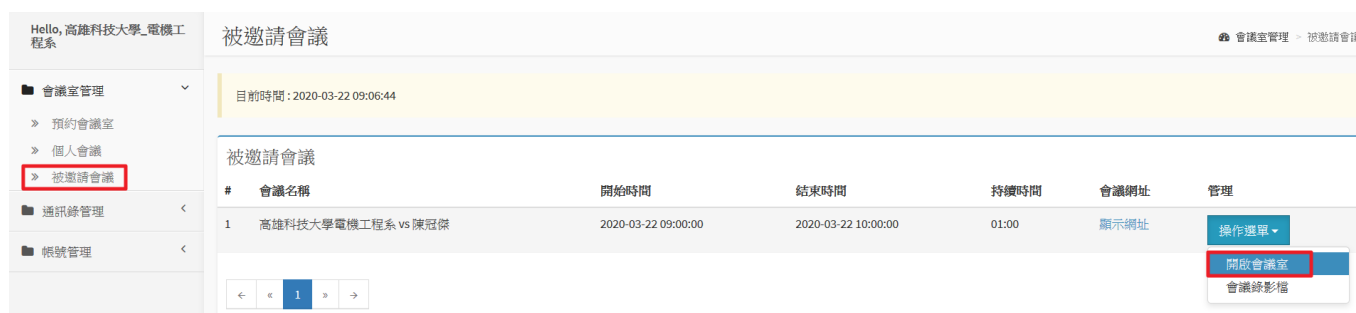 Hello, 高雄科技大學_電機工
程系
會議室管理
預約會議室
個人會議
被邀請會議
通訊錄管理
帳號管理
被邀請會議
會議室管理 > 被邀請會
目前時間 : 2020-03-22 09:06:44
被邀請會議
# 會議名稱 開始時間 結束時間 持續時間 會議網址 管理
1 高雄科技大學電機工程系 vs 陳冠傑 2020-03-22 09:00:00 2020-03-22 10:00:00 01:00 顯示網址 操作選單
開啟會議室
會議錄影檔
← « 1 » →